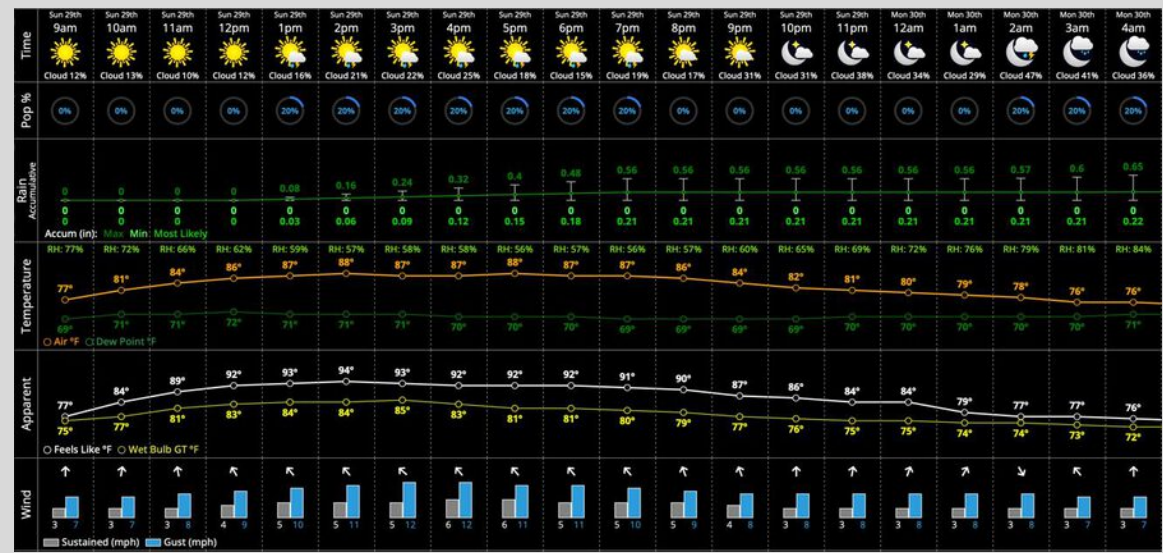 Sun 29th Sun 29th Sun 29th Sun 29th Sun 29th Sun 29th Sun 29th Sun 29th Sun 29th Sun 29th Sun 29th Sun 29th Sun 29th Sun 29th Sun 29th Mon 30th Mon 30th Mon 30th Mon 30th Mon 30th
Time
9am 10am 11am 12pm 1pm 2pm 3pm 4pm 5pm 6pm 7pm 8pm 9pm 10pm 11pm 12am 1am 2am 3am 4am
Cloud 12% Cloud 13% Cloud 10% Cloud 12% Cloud 16% Cloud 21% Cloud 22% Cloud 25% Cloud 18% Cloud 15% Cloud 19% Cloud 17% Cloud 31% Cloud 31% Cloud 38% Cloud 34% Cloud 29% Cloud 47% Cloud 41% Cloud 36%
Pop %
0% 0% 0% 0% 20% 20% 20% 20% 20% 20% 20% 0% 0% 0% 0% 0% 0% 20% 20% 20%
Rain
Accumulative
0 0 0 0 0.08 0.16 0.24 0.32 0.4 0.48 0.56 0.56 0.56 0.56 0.56 0.56 0.56 0.57 0.6 0.65
0 0 0 0 0 0 0 0 0 0 0 0 0 0 0 0 0 0 0 0
0 0 0 0 0.03 0.06 0.09 0.12 0.15 0.18 0.21 0.21 0.21 0.21 0.21 0.21 0.21 0.21 0.21 0.22
Accum (in): Max Min Most Likely
Temperature
RH: 77% RH: 72% RH: 66% RH: 62% RH: 59% RH: 57% RH: 58% RH: 58% RH: 56% RH: 57% RH: 56% RH: 57% RH: 60% RH: 65% RH: 69% RH: 72% RH: 76% RH: 79% RH: 81% RH: 84%
77° 81° 84° 86° 87° 88° 87° 87° 88° 87° 87° 86° 84° 82° 81° 80° 79° 78° 76° 76°
69° 71° 71° 72° 71° 71° 71° 70° 70° 70° 69° 69° 69° 69° 70° 70° 70° 70° 70° 71°
Air °F Dew Point °F
Apparent
77° 84° 89° 92° 93° 94° 93° 92° 92° 92° 91° 90° 87° 86° 84° 84° 79° 77° 77° 76°
75° 77° 81° 83° 84° 84° 85° 83° 81° 81° 80° 79° 77° 76° 75° 75° 74° 74° 73° 72°
Feels Like °F Wet Bulb GT °F
Wind
3 7 3 7 3 8 4 9 5 10 5 11 5 12 6 12 6 11 5 11 5 10 5 9 4 8 3 8 3 8 3 8 3 8 3 8 3 7 3 7
Sustained (mph) Gust (mph)